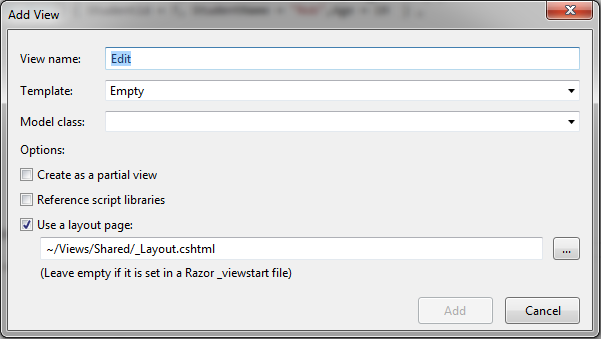 Add View
View name: Edit
Template: Empty
Model class:
Options:
Create as a partial view
Reference script libraries
Use a layout page:
~/Views/Shared/_Layout.cshtml ...
(Leave empty if it is set in a Razor _viewstart file)
Add Cancel